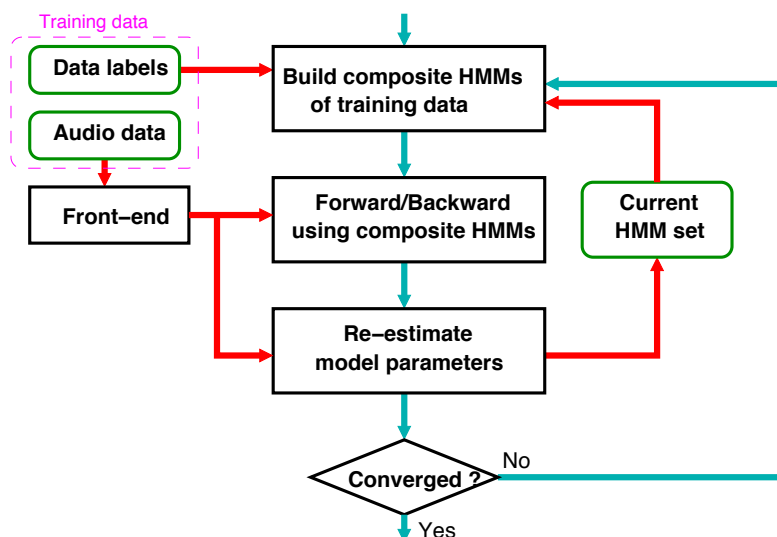 Training data
Data labels
Audio data
Front–end
Build composite HMMs
of training data
Forward/Backward
using composite HMMs
Current
HMM set
Re–estimate
model parameters
Converged ?
No
Yes